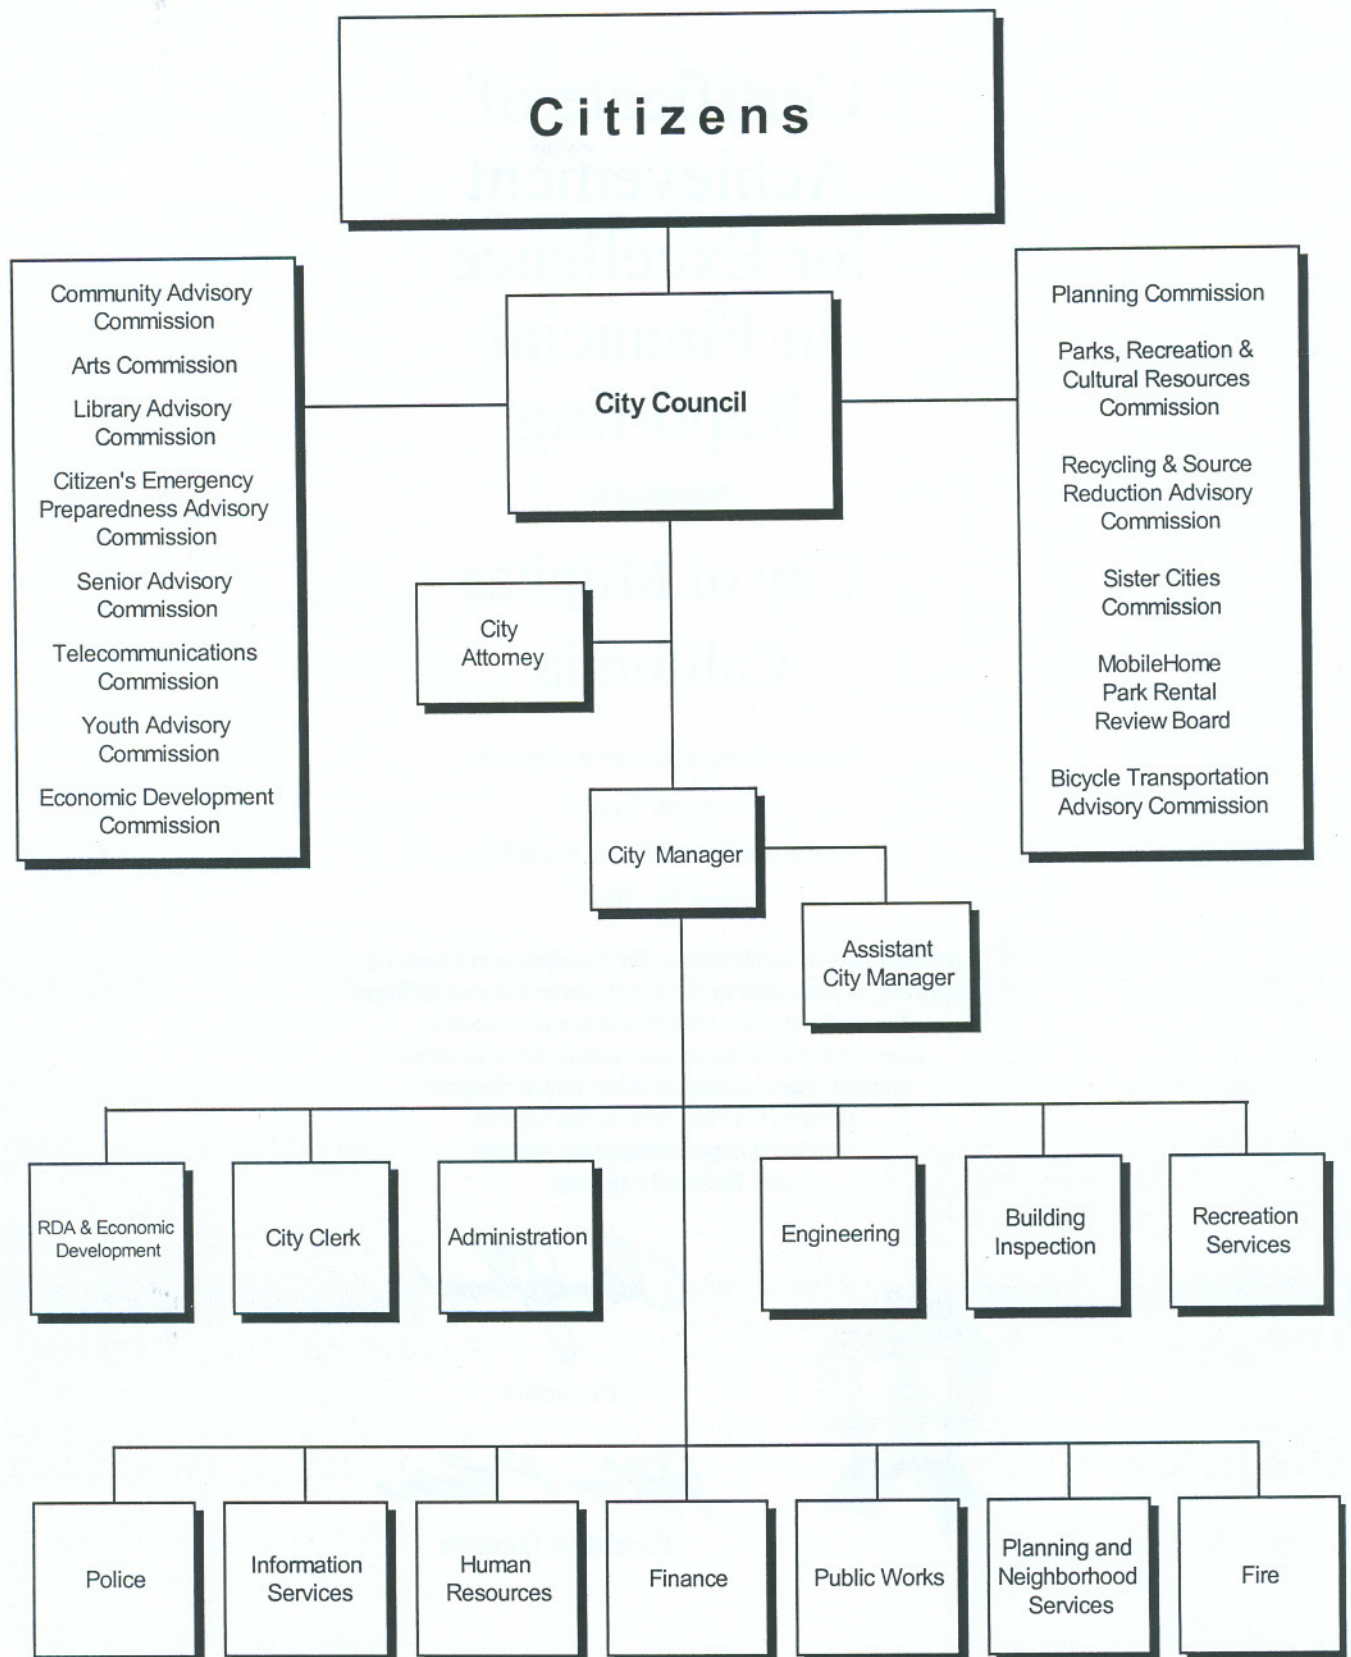 Citizens
Community Advisory
Commission
Arts Commission
Library Advisory
Commission
Citizen's Emergency
Preparedness Advisory
Commission
Senior Advisory
Commission
Telecommunications
Commission
Youth Advisory
Commission
Economic Development
Commission
City Council
Planning Commission
Parks, Recreation &
Cultural Resources
Commission
Recycling & Source
Reduction Advisory
Commission
Sister Cities
Commission
MobileHome
Park Rental
Review Board
Bicycle Transportation
Advisory Commission
City
Attorney
City Manager
Assistant
City Manager
RDA & Economic
Development
City Clerk
Administration
Engineering
Building
Inspection
Recreation
Services
Police
Information
Services
Human
Resources
Finance
Public Works
Planning and
Neighborhood
Services
Fire